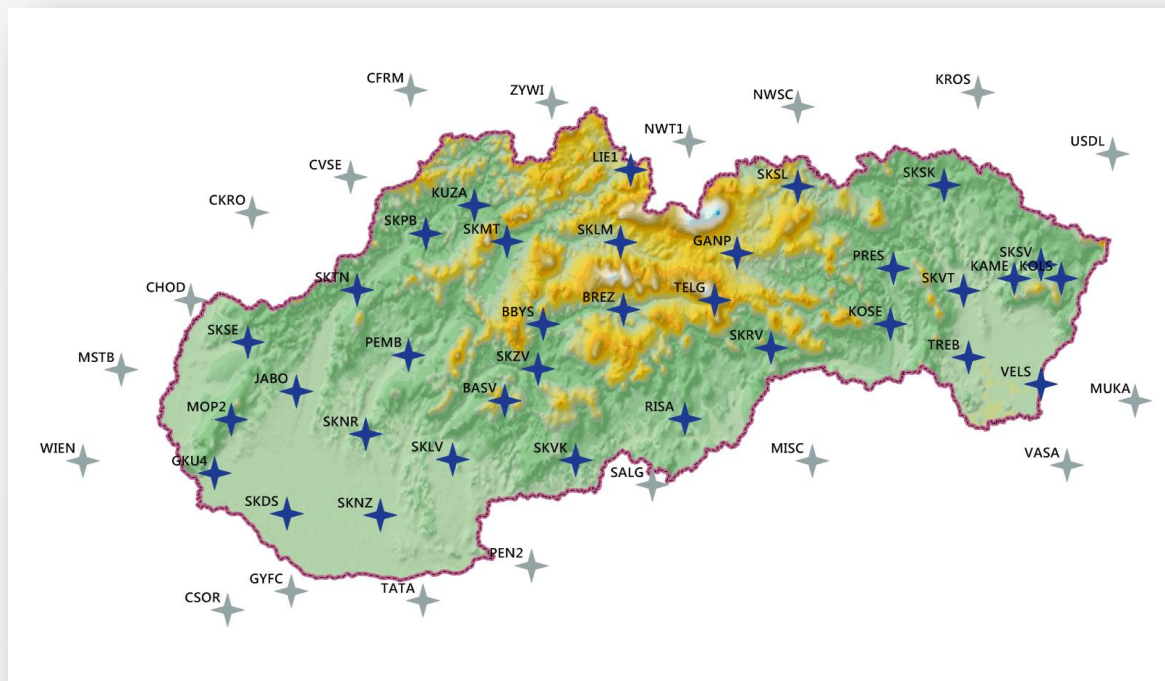 CFRM
ZYWI
NWSC
KROS
NWT1
USDL
CVSE
LIE1
SKSL
SKSK
CKRO
KUZA
SKPB
SKMT
SKLM
GANP
PRES
SKSV
KAME
KOLS
SKTN
SKVT
CHOD
BREZ
TELG
BBYS
KOSE
SKSE
PEMB
SKRV
TREB
MSTB
SKZV
VELS
JABO
BASV
MUKA
MOP2
RISA
SKNR
WIEN
SKLV
SKVK
MISC
VASA
GKU4
SALG
SKDS
SKNZ
PEN2
GYFC
TATA
CSOR